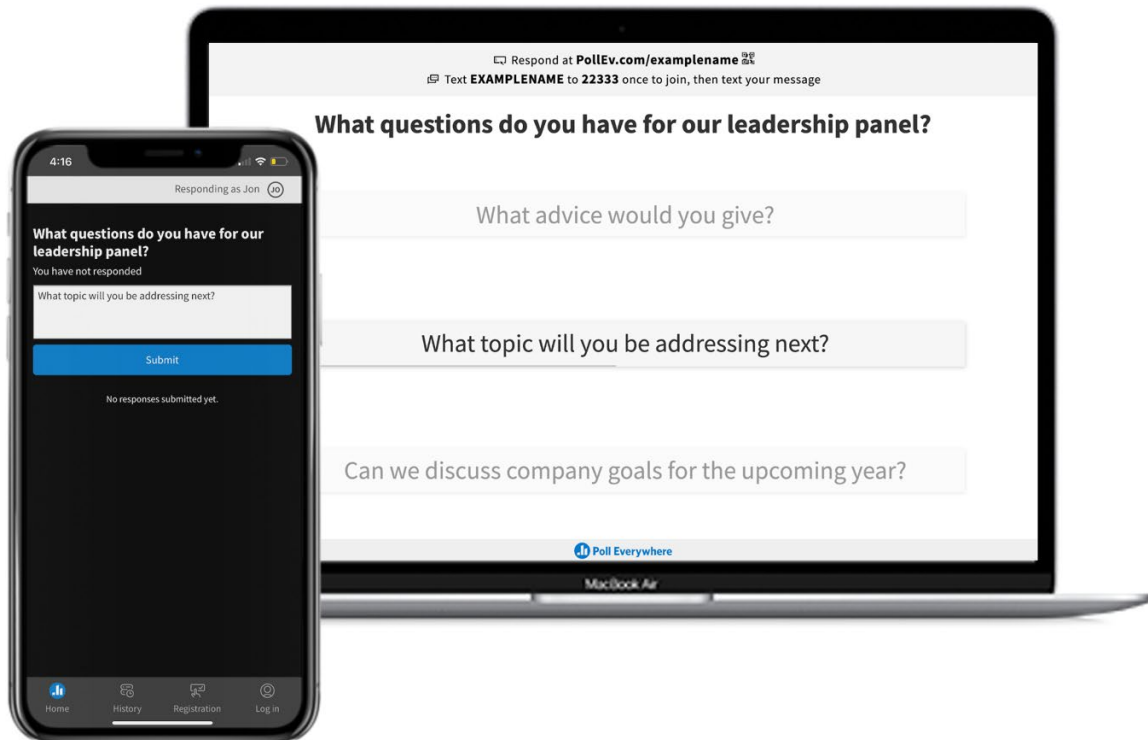 Respond at PollEv.com/examplename
Text EXAMPLENAME to 22333 once to join, then text your message
What questions do you have for our leadership panel?
What advice would you give?
What topic will you be addressing next?
Can we discuss company goals for the upcoming year?
Poll Everywhere
MacBook Air
4:16
Responding as Jon JO
What questions do you have for our
leadership panel?
You have not responded
What topic will you be addressing next?
Submit
No responses submitted yet.
Home History Registration Log in